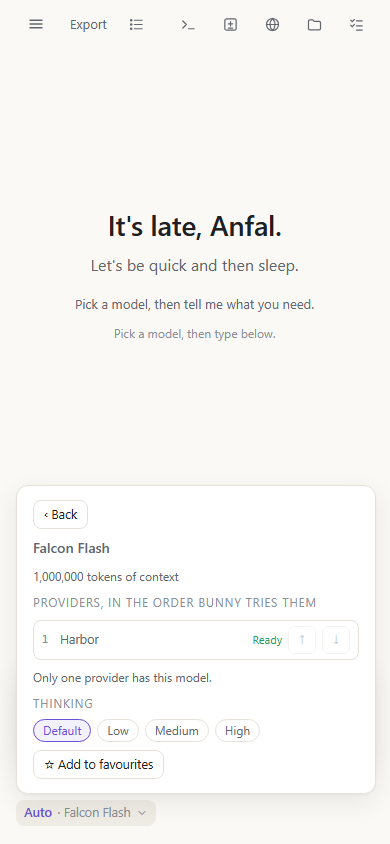 Export
It's late, Anfal.
Let's be quick and then sleep.
Pick a model, then tell me what you need.
Pick a model, then type below.
‹ Back
Falcon Flash
1,000,000 tokens of context
PROVIDERS, IN THE ORDER BUNNY TRIES THEM
1 Harbor Ready ↑ ↓
Only one provider has this model.
THINKING
Default Low Medium High
☆ Add to favourites
Auto · Falcon Flash